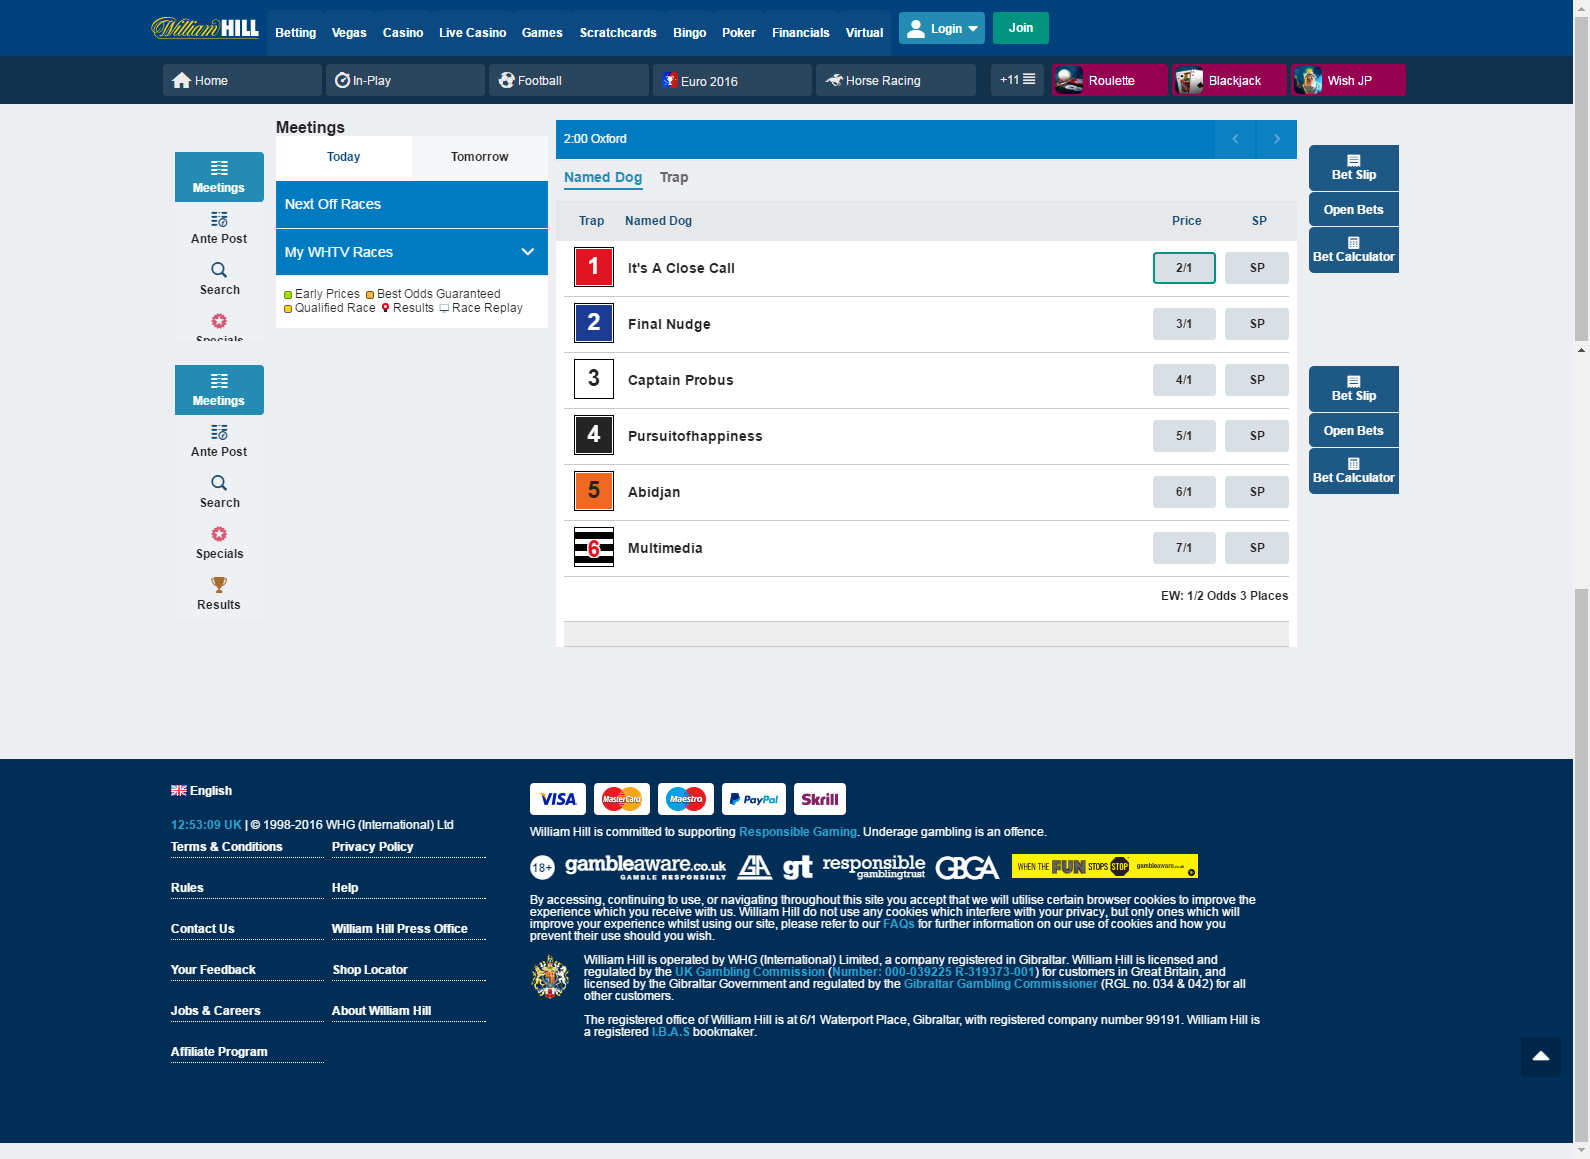 William HILL
Betting Vegas Casino Live Casino Games Scratchcards Bingo Poker Financials Virtual Login Join
Home In-Play Football Euro 2016 Horse Racing +11 Roulette Blackjack Wish JP
Meetings
Today Tomorrow
Next Off Races
My WHTV Races
Early Prices Best Odds Guaranteed
Qualified Race Results Race Replay
Meetings
Ante Post
Search
Specials
Meetings
Ante Post
Search
Specials
Results
2:00 Oxford
Named Dog Trap
Trap Named Dog Price SP
1 It's A Close Call 2/1 SP
2 Final Nudge 3/1 SP
3 Captain Probus 4/1 SP
4 Pursuitofhappiness 5/1 SP
5 Abidjan 6/1 SP
6 Multimedia 7/1 SP
EW: 1/2 Odds 3 Places
Bet Slip
Open Bets
Bet Calculator
Bet Slip
Open Bets
Bet Calculator
English
12:53:09 UK | © 1998-2016 WHG (International) Ltd
Terms & Conditions Privacy Policy
Rules Help
Contact Us William Hill Press Office
Your Feedback Shop Locator
Jobs & Careers About William Hill
Affiliate Program
VISA MasterCard Maestro PayPal Skrill
William Hill is committed to supporting Responsible Gaming. Underage gambling is an offence.
18+ gambleaware.co.uk GAMBLE RESPONSIBLY GA gt responsible gamblingtrust GBGA WHEN THE FUN STOPS STOP gambleaware.co.uk
By accessing, continuing to use, or navigating throughout this site you accept that we will utilise certain browser cookies to improve the
experience which you receive with us. William Hill do not use any cookies which interfere with your privacy, but only ones which will
improve your experience whilst using our site, please refer to our FAQs for further information on our use of cookies and how you
prevent their use should you wish.
William Hill is operated by WHG (International) Limited, a company registered in Gibraltar. William Hill is licensed and
regulated by the UK Gambling Commission (Number: 000-039225 R-319373-001) for customers in Great Britain, and
licensed by the Gibraltar Government and regulated by the Gibraltar Gambling Commissioner (RGL no. 034 & 042) for all
other customers.
The registered office of William Hill is at 6/1 Waterport Place, Gibraltar, with registered company number 99191. William Hill is
a registered I.B.A.S bookmaker.